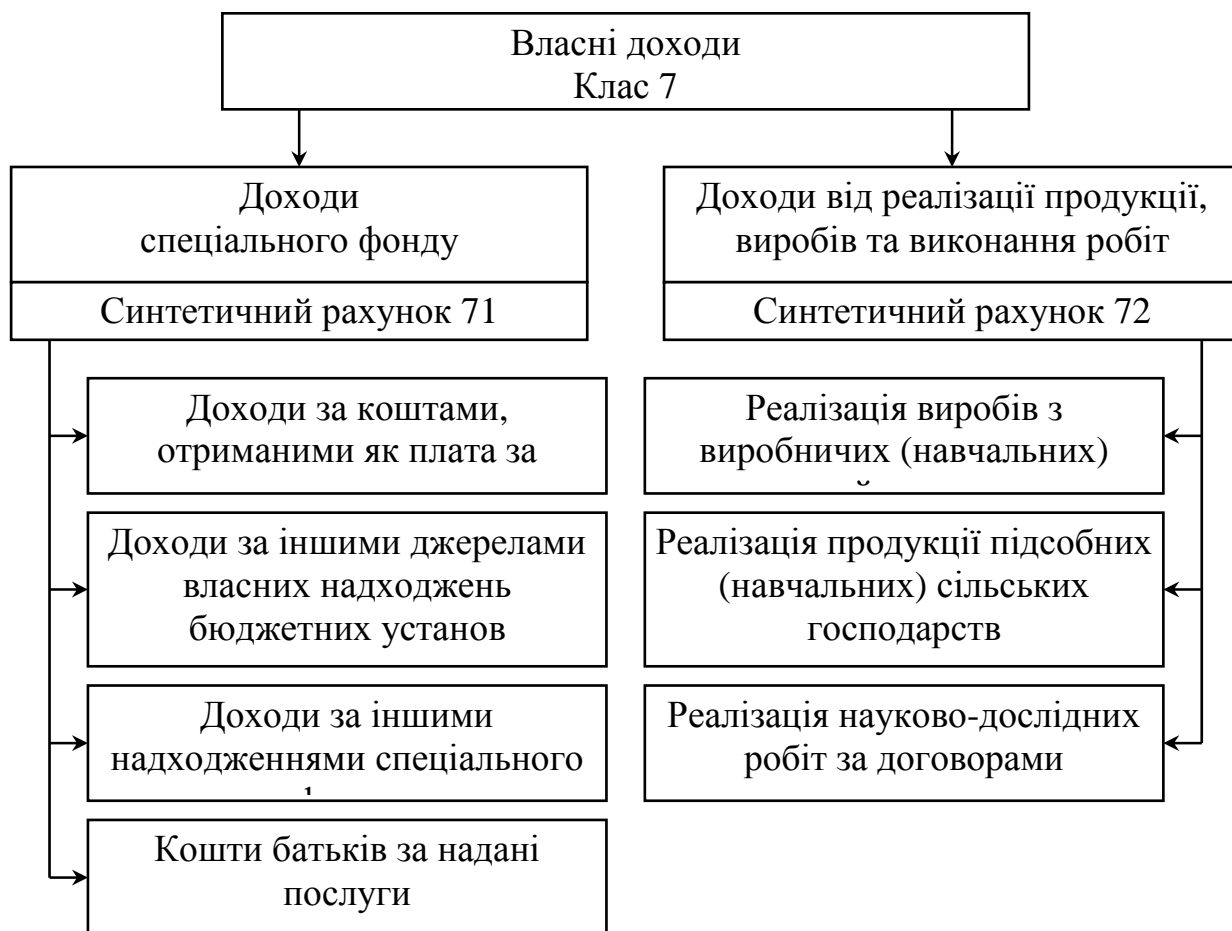 Власні доходи
Клас 7
Доходи
спеціального фонду
Синтетичний рахунок 71
Доходи за коштами,
отриманими як плата за
Доходи за іншими джерелами
власних надходжень
бюджетних установ
Доходи за іншими
надходженнями спеціального
Кошти батьків за надані
послуги
Доходи від реалізації продукції,
виробів та виконання робіт
Синтетичний рахунок 72
Реалізація виробів з
виробничих (навчальних)
Реалізація продукції підсобних
(навчальних) сільських
господарств
Реалізація науково-дослідних
робіт за договорами